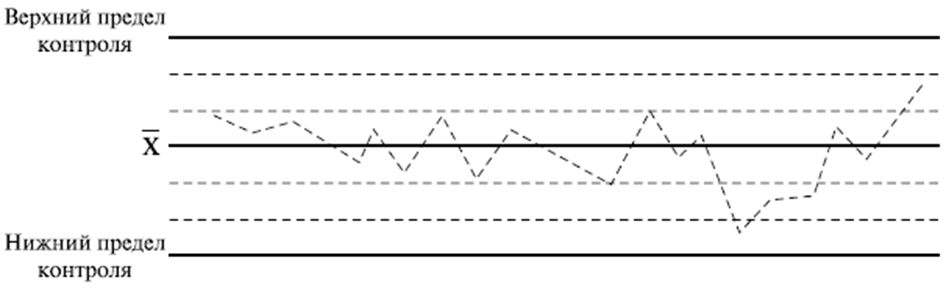 Верхний предел
контроля
x̅
Нижний предел
контроля